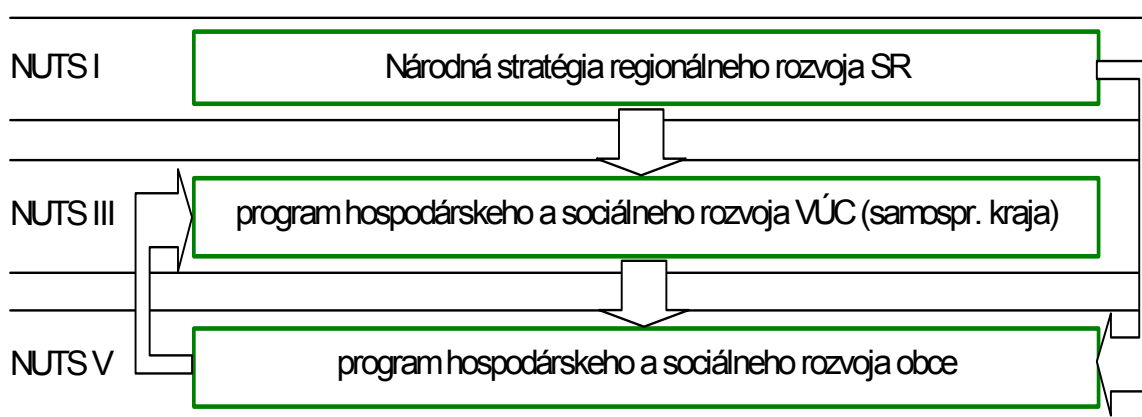 NUTS I
Národná stratégia regionálneho rozvoja SR
NUTS III
program hospodárskeho a sociálneho rozvoja VÚC (samospr. kraja)
NUTS V
program hospodárskeho a sociálneho rozvoja obce